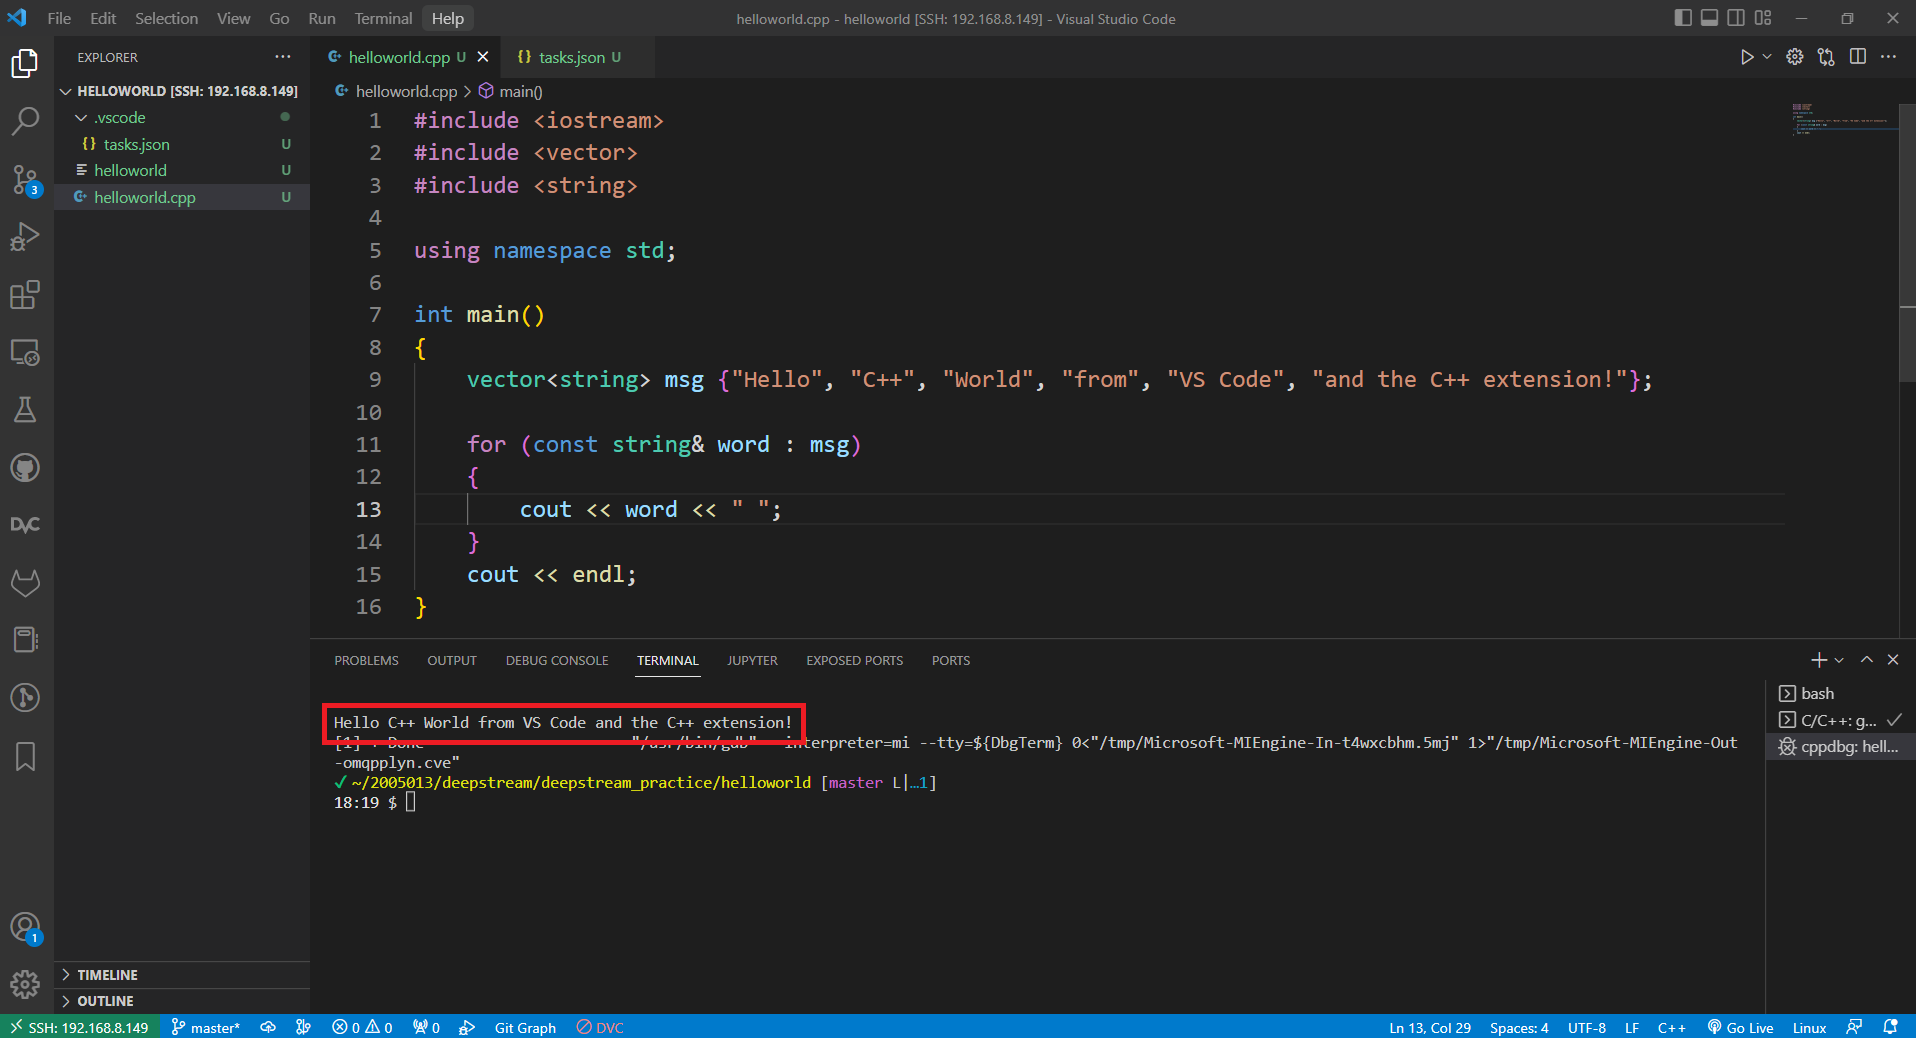 File Edit Selection View Go Run Terminal Help
helloworld.cpp - helloworld [SSH: 192.168.8.149] - Visual Studio Code
EXPLORER
HELLOWORLD [SSH: 192.168.8.149]
.vscode
tasks.json U
helloworld U
helloworld.cpp U
3
DVC
1
TIMELINE
OUTLINE
helloworld.cpp U
{} tasks.json U
helloworld.cpp > main()
1 #include <iostream>
2 #include <vector>
3 #include <string>
4
5 using namespace std;
6
7 int main()
8 {
9 vector<string> msg {"Hello", "C++", "World", "from", "VS Code", "and the C++ extension!"};
10
11 for (const string& word : msg)
12 {
13 cout << word << " ";
14 }
15 cout << endl;
16 }
PROBLEMS OUTPUT DEBUG CONSOLE TERMINAL JUPYTER EXPOSED PORTS PORTS
Hello C++ World from VS Code and the C++ extension!
[1] + Done "/usr/bin/gdb" --interpreter=mi --tty=${DbgTerm} 0<"/tmp/Microsoft-MIEngine-In-t4wxcbhm.5mj" 1>"/tmp/Microsoft-MIEngine-Out
-omqpplyn.cve"
✓ ~/2005013/deepstream/deepstream_practice/helloworld [master L|…1]
18:19 $
bash
C/C++: g... ✓
cppdbg: hell...
SSH: 192.168.8.149 master* 0 0 0 Git Graph DVC Ln 13, Col 29 Spaces: 4 UTF-8 LF C++ Go Live Linux